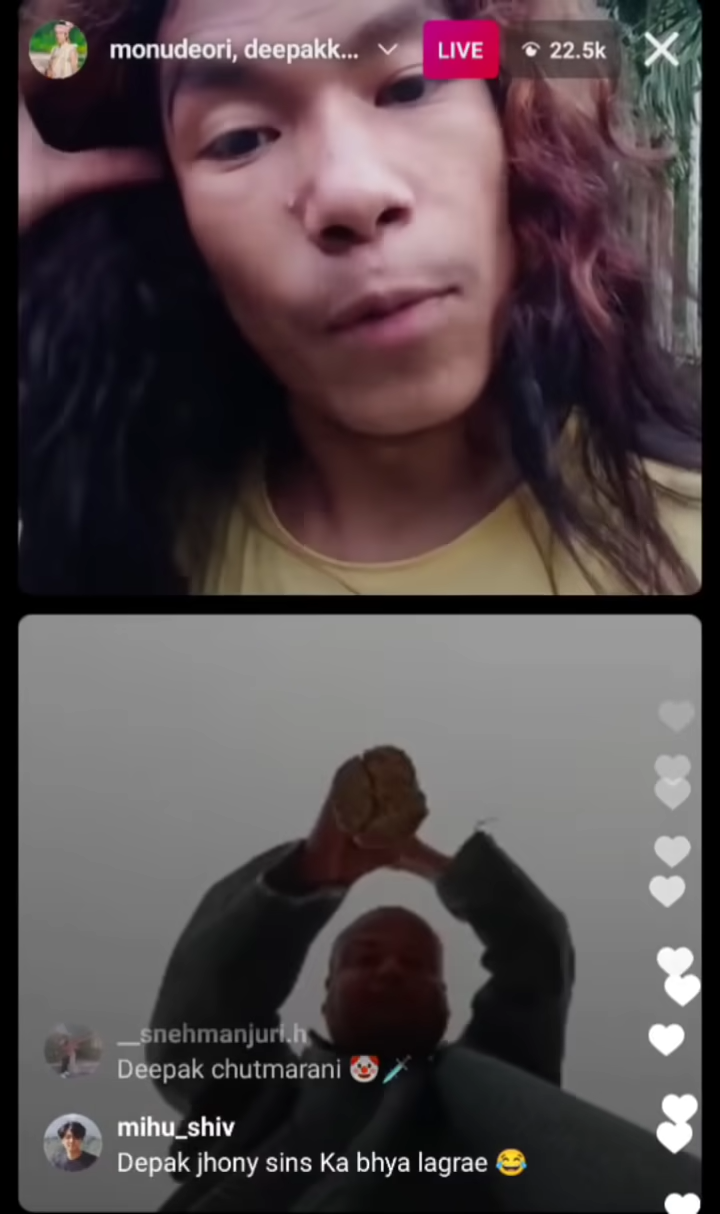 monudeori, deepakk... LIVE 22.5k
__snehmanjuri.h
Deepak chutmarani 🤡🗡️
mihu_shiv
Depak jhony sins Ka bhya lagrae 😂